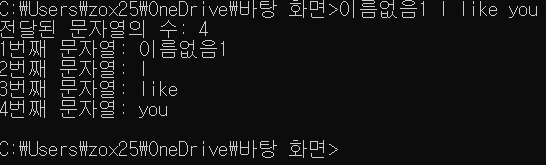 C:\Users\zox25\OneDrive\바탕 화면>이름없음1 I like you
전달된 문자열의 수: 4
1번째 문자열: 이름없음1
2번째 문자열: I
3번째 문자열: like
4번째 문자열: you
C:\Users\zox25\OneDrive\바탕 화면>